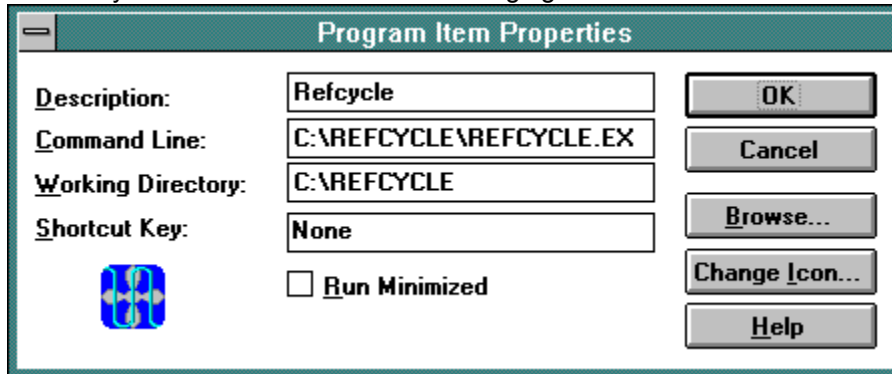 Program Item Properties
Description: Refcycle OK
Command Line: C:\REFCYCLE\REFCYCLE.EX Cancel
Working Directory: C:\REFCYCLE
Shortcut Key: None Browse...
Run Minimized Change Icon...
Help